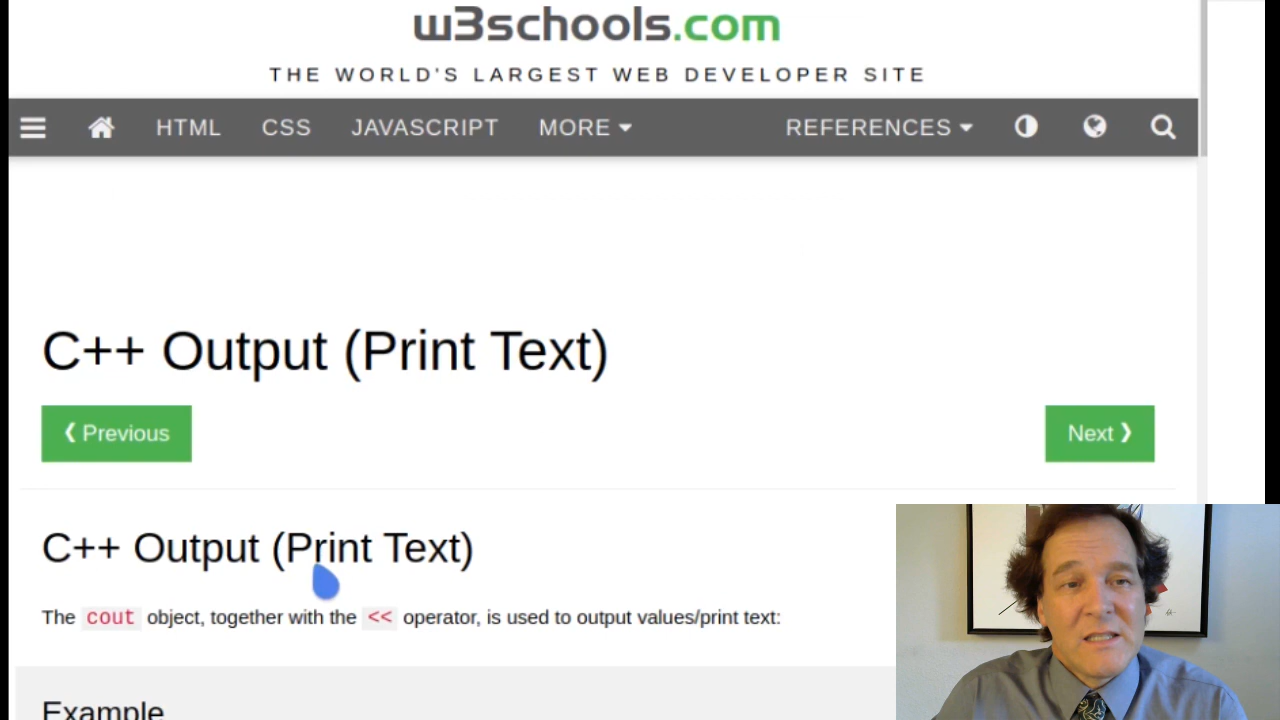 w3schools.com
THE WORLD'S LARGEST WEB DEVELOPER SITE
HTML CSS JAVASCRIPT MORE REFERENCES
C++ Output (Print Text)
❮ Previous
Next ❯
C++ Output (Print Text)
The cout object, together with the << operator, is used to output values/print text:
Example